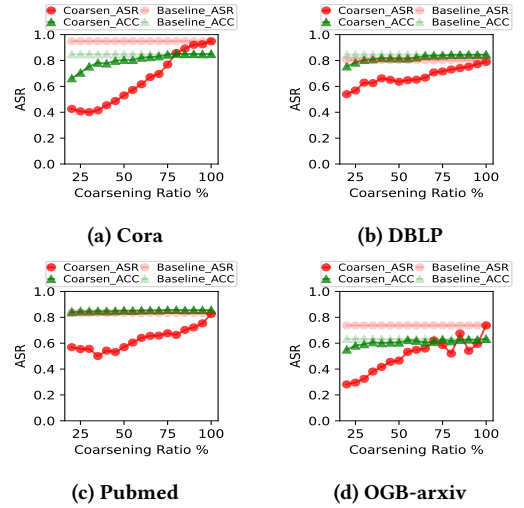 Coarsen_ASR Baseline_ASR
Coarsen_ACC Baseline_ACC
1.0
0.8
0.6
0.4
0.2
0.0
ASR
25 50 75 100
Coarsening Ratio %
(a) Cora
Coarsen_ASR Baseline_ASR
Coarsen_ACC Baseline_ACC
1.0
0.8
0.6
0.4
0.2
0.0
ASR
25 50 75 100
Coarsening Ratio %
(b) DBLP
Coarsen_ASR Baseline_ASR
Coarsen_ACC Baseline_ACC
1.0
0.8
0.6
0.4
0.2
0.0
ASR
25 50 75 100
Coarsening Ratio %
(c) Pubmed
Coarsen_ASR Baseline_ASR
Coarsen_ACC Baseline_ACC
1.0
0.8
0.6
0.4
0.2
0.0
ASR
25 50 75 100
Coarsening Ratio %
(d) OGB-arxiv